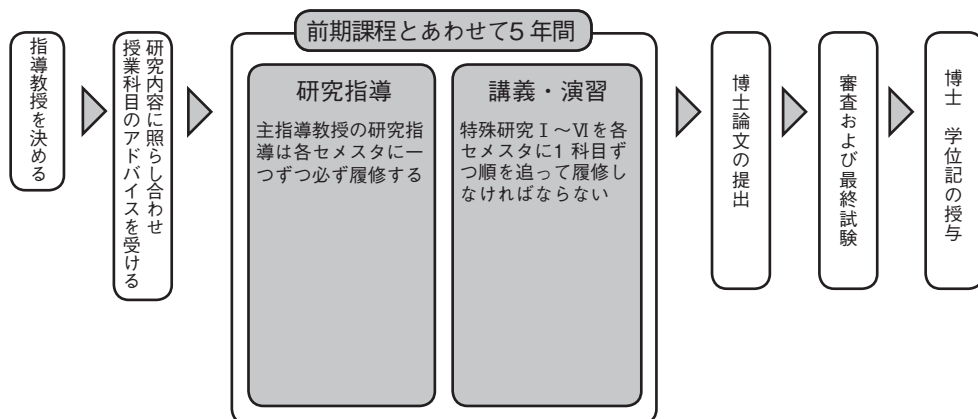 指導教授を決める
研究内容に照らし合わせ
授業科目のアドバイスを受ける
前期課程とあわせて5年間
研究指導
主指導教授の研究指
導は各セメスタに一
つずつ必ず履修する
講義・演習
特殊研究Ⅰ~Ⅵを各
セメスタに1科目ず
つ順を追って履修し
なければならない
博士論文の提出
審査および最終試験
博士 学位記の授与